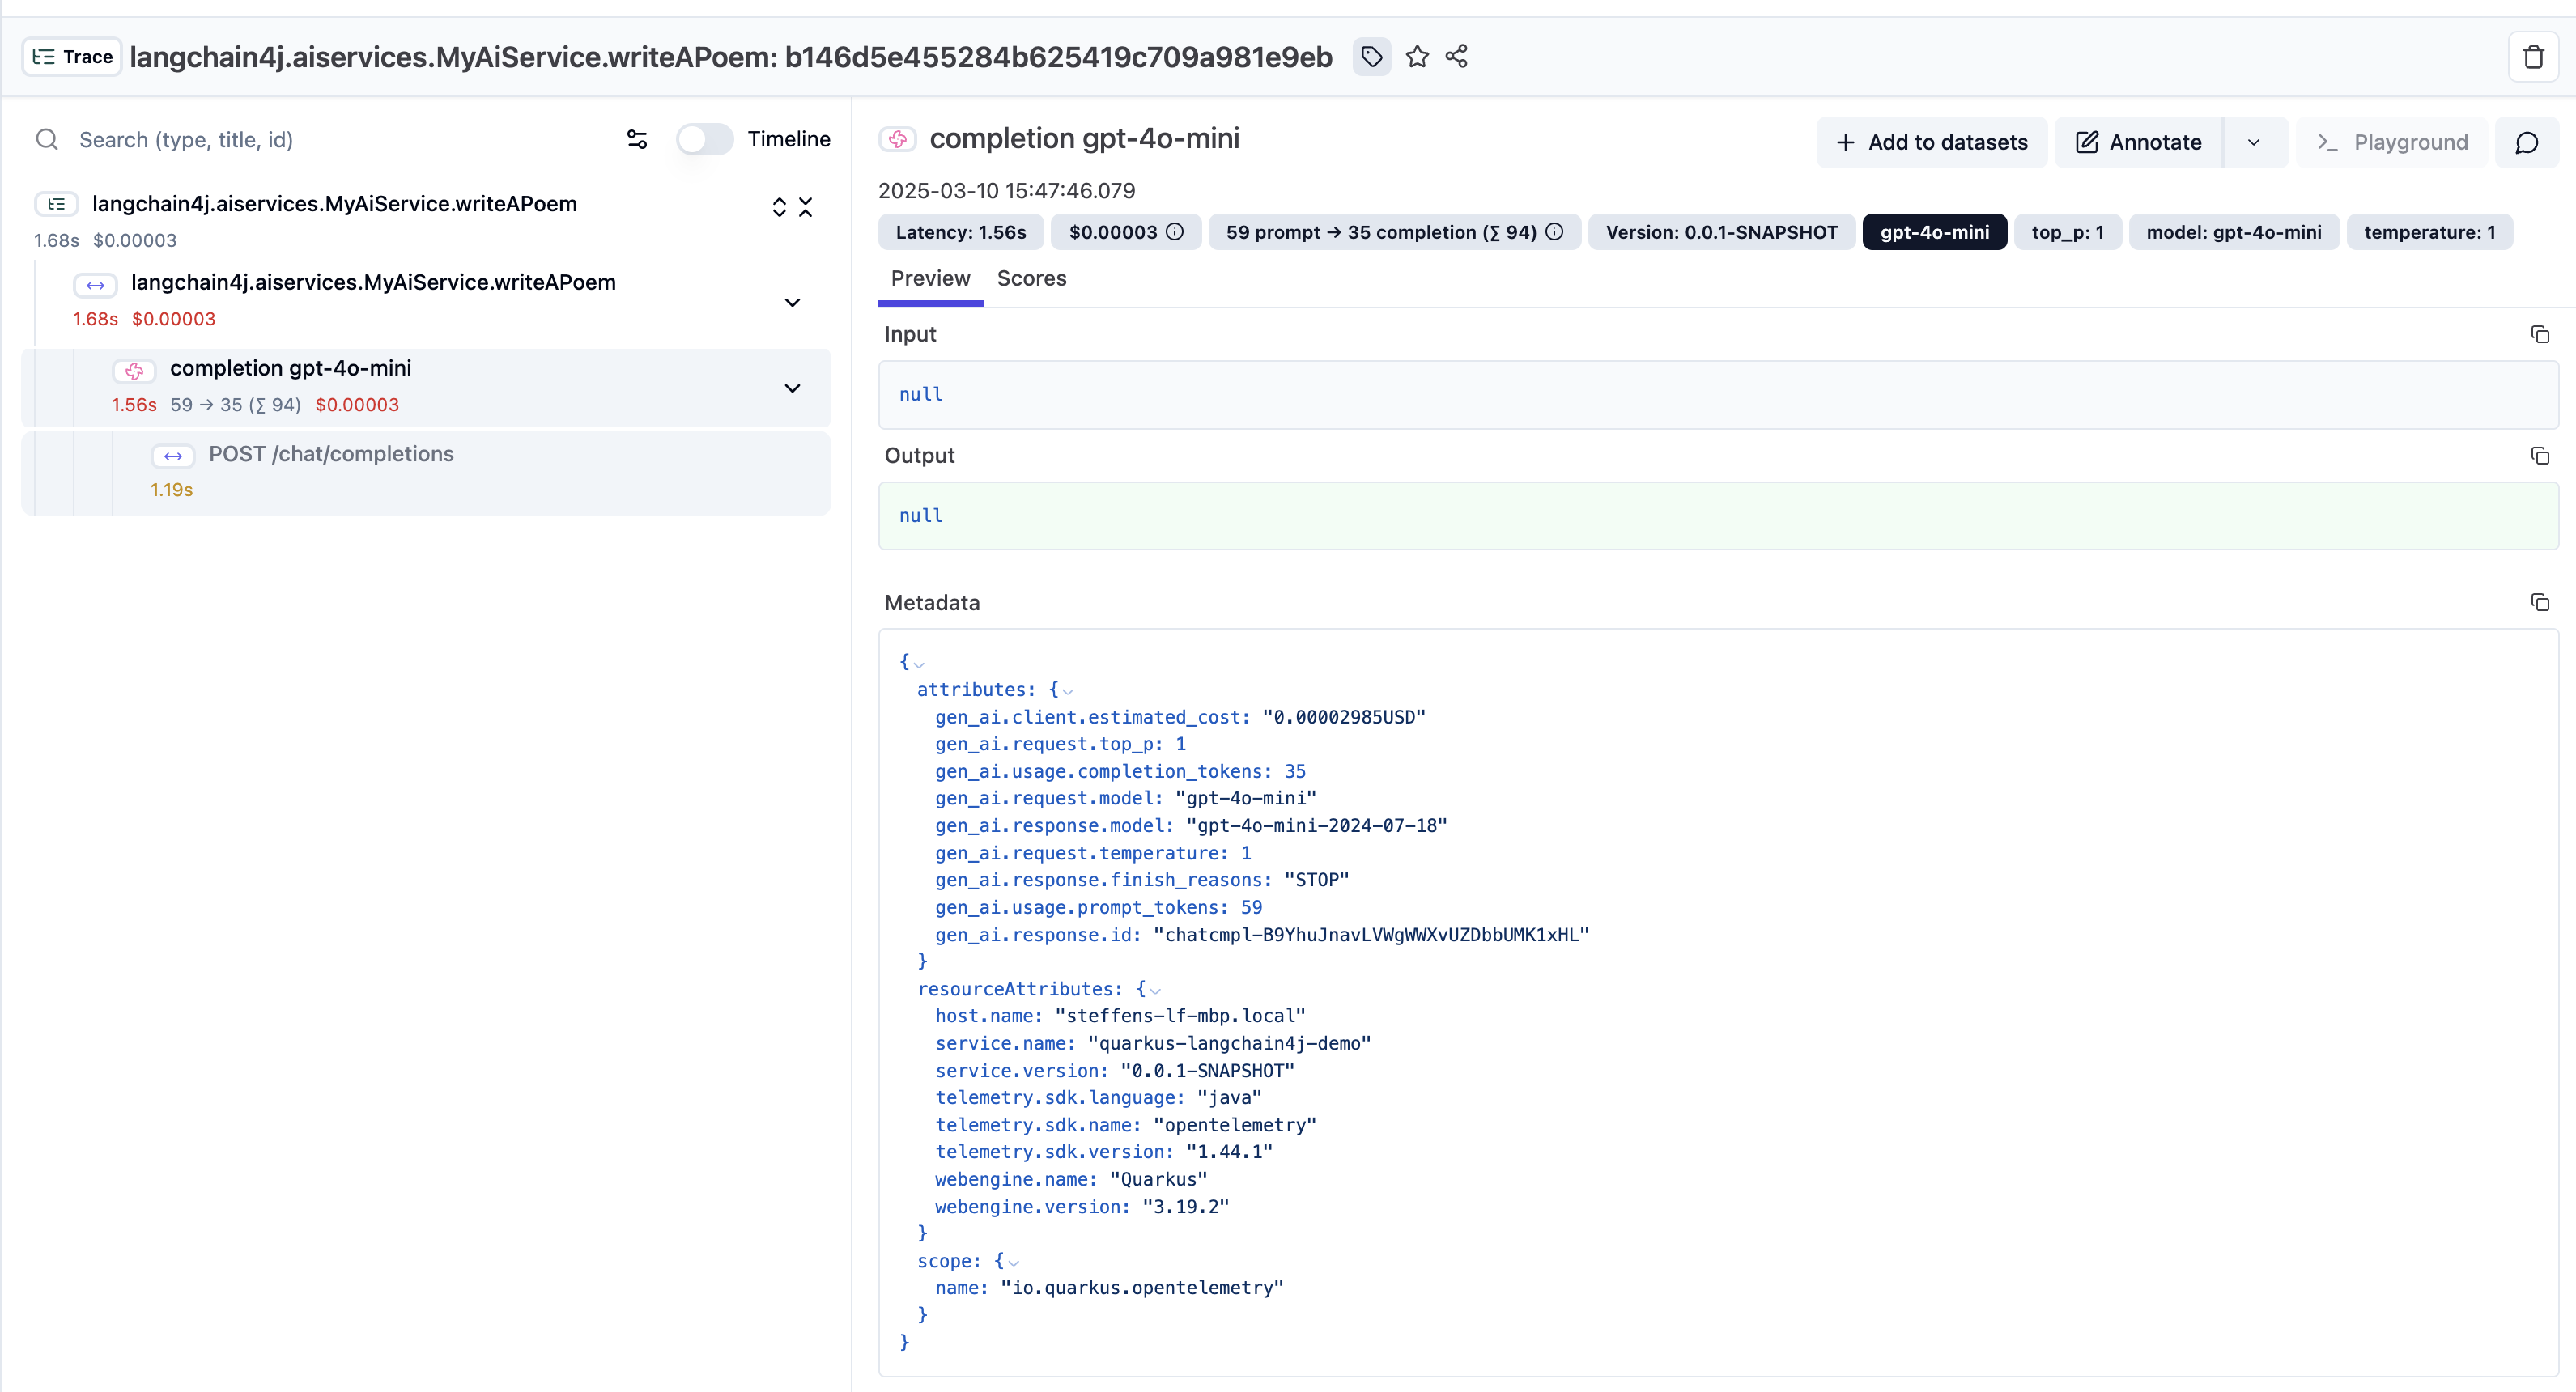 Trace langchain4j.aiservices.MyAiService.writeAPoem: b146d5e455284b625419c709a981e9eb
Search (type, title, id)
Timeline
langchain4j.aiservices.MyAiService.writeAPoem
1.68s $0.00003
langchain4j.aiservices.MyAiService.writeAPoem
1.68s $0.00003
completion gpt-4o-mini
1.56s 59 → 35 (∑ 94) $0.00003
POST /chat/completions
1.19s
completion gpt-4o-mini
Add to datasets
Annotate
Playground
2025-03-10 15:47:46.079
Latency: 1.56s $0.00003 59 prompt → 35 completion (∑ 94) Version: 0.0.1-SNAPSHOT gpt-4o-mini top_p: 1 model: gpt-4o-mini temperature: 1
Preview Scores
Input
null
Output
null
Metadata
{
attributes: {
gen_ai.client.estimated_cost: "0.00002985USD"
gen_ai.request.top_p: 1
gen_ai.usage.completion_tokens: 35
gen_ai.request.model: "gpt-4o-mini"
gen_ai.response.model: "gpt-4o-mini-2024-07-18"
gen_ai.request.temperature: 1
gen_ai.response.finish_reasons: "STOP"
gen_ai.usage.prompt_tokens: 59
gen_ai.response.id: "chatcmpl-B9YhuJnavLVWgWWXvUZDbbUMK1xHL"
}
resourceAttributes: {
host.name: "steffens-lf-mbp.local"
service.name: "quarkus-langchain4j-demo"
service.version: "0.0.1-SNAPSHOT"
telemetry.sdk.language: "java"
telemetry.sdk.name: "opentelemetry"
telemetry.sdk.version: "1.44.1"
webengine.name: "Quarkus"
webengine.version: "3.19.2"
}
scope: {
name: "io.quarkus.opentelemetry"
}
}